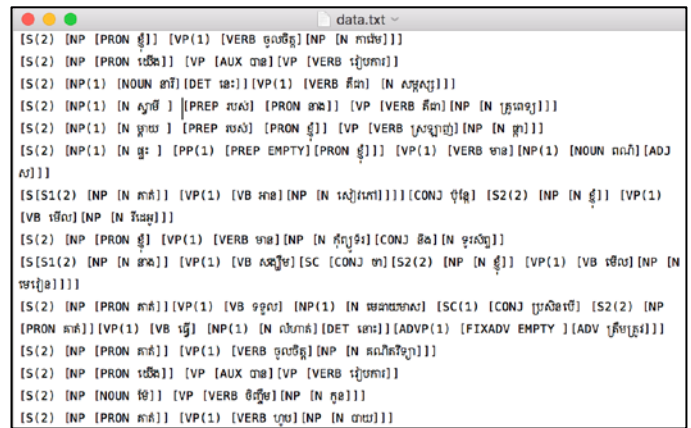 data.txt
[S(2) [NP [PRON ខ្ញុំ]] [VP(1) [VERB ចូលចិត្ត][NP [N ការ៉េម]]]
[S(2) [NP [PRON យើង]] [VP [AUX បាន][VP [VERB រៀបការ]]
[S(2) [NP(1) [NOUN នារី][DET នេះ]][VP(1) [VERB គឺជា] [N សម្ផស្ស]]]
[S(2) [NP(1) [N ស្វាមី ] [PREP របស់] [PRON នាង]] [VP [VERB គឺជា][NP [N គ្រូពេទ្យ]]]
[S(2) [NP(1) [N ម្តាយ ] [PREP របស់] [PRON ខ្ញុំ]] [VP [VERB ស្រឡាញ់][NP [N ផ្កា]]]
[S(2) [NP(1) [N ផ្ទះ ] [PP(1) [PREP EMPTY][PRON ខ្ញុំ]]] [VP(1) [VERB មាន][NP(1) [NOUN ពណ៌] [ADJ
ស]]]
[S[S1(2) [NP [N គាត់]] [VP(1) [VB អាន][NP [N សៀវភៅ]]]][CONJ ប៉ុន្តែ] [S2(2) [NP [N ខ្ញុំ]] [VP(1)
[VB មើល][NP [N វីដេអូ]]]
[S(2) [NP [PRON ខ្ញុំ] [VP(1) [VERB មាន][NP [N កុំព្យូទ័រ][CONJ និង] [N ទូរស័ព្ទ]]
[S[S1(2) [NP [N នាង]] [VP(1) [VB សង្ឃឹម][SC [CONJ ថា][S2(2) [NP [N ខ្ញុំ]] [VP(1) [VB មើល][NP [N
មេរៀន]]]]
[S(2) [NP [PRON គាត់]][VP(1) [VB ទទួល] [NP(1) [N មេដាយមាស] [SC(1) [CONJ ប្រសិនបើ] [S2(2) [NP
[PRON គាត់]][VP(1) [VB ធ្វើ] [NP(1) [N លំហាត់][DET នោះ]][ADVP(1) [FIXADV EMPTY ][ADV ត្រឹមត្រូវ]]]
[S(2) [NP [PRON គាត់]] [VP(1) [VERB ចូលចិត្ត][NP [N គណិតវិទ្យា]]]
[S(2) [NP [PRON យើង]] [VP [AUX បាន][VP [VERB រៀបការ]]
[S(2) [NP [NOUN ម៉ែ]] [VP [VERB ចិញ្ចឹម][NP [N កូន]]]
[S(2) [NP [PRON គាត់]] [VP(1) [VERB ហូប][NP [N បាយ]]]